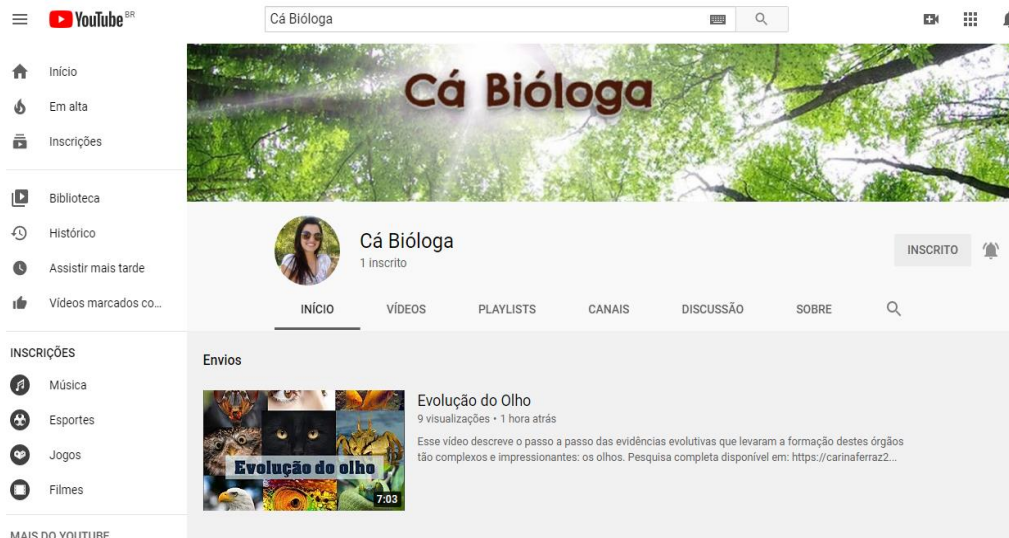 YouTube BR
Cá Bióloga
Início
Em alta
Inscrições
Biblioteca
Histórico
Assistir mais tarde
Vídeos marcados co...
INSCRIÇÕES
Música
Esportes
Jogos
Filmes
MAIS DO YOUTUBE
Cá Bióloga
Cá Bióloga
1 inscrito
INSCRITO
INÍCIO VÍDEOS PLAYLISTS CANAIS DISCUSSÃO SOBRE
Envios
Evolução do olho
7:03
Evolução do Olho
9 visualizações • 1 hora atrás
Esse vídeo descreve o passo a passo das evidências evolutivas que levaram a formação destes órgãos
tão complexos e impressionantes: os olhos. Pesquisa completa disponível em: https://carinaferraz2...